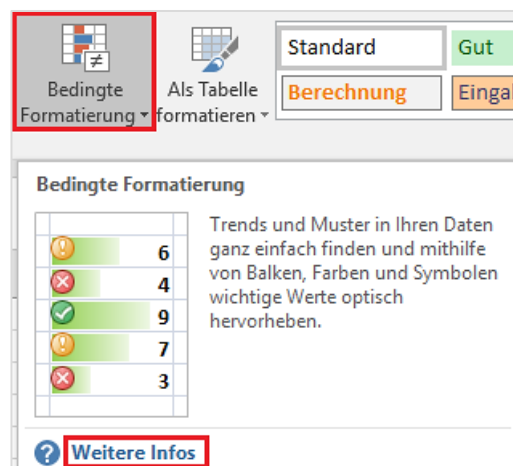 Bedingte Formatierung
Als Tabelle formatieren
Standard
Gut
Berechnung
Einga
Bedingte Formatierung
Trends und Muster in Ihren Daten
ganz einfach finden und mithilfe
von Balken, Farben und Symbolen
wichtige Werte optisch
hervorheben.
6
4
9
7
3
Weitere Infos